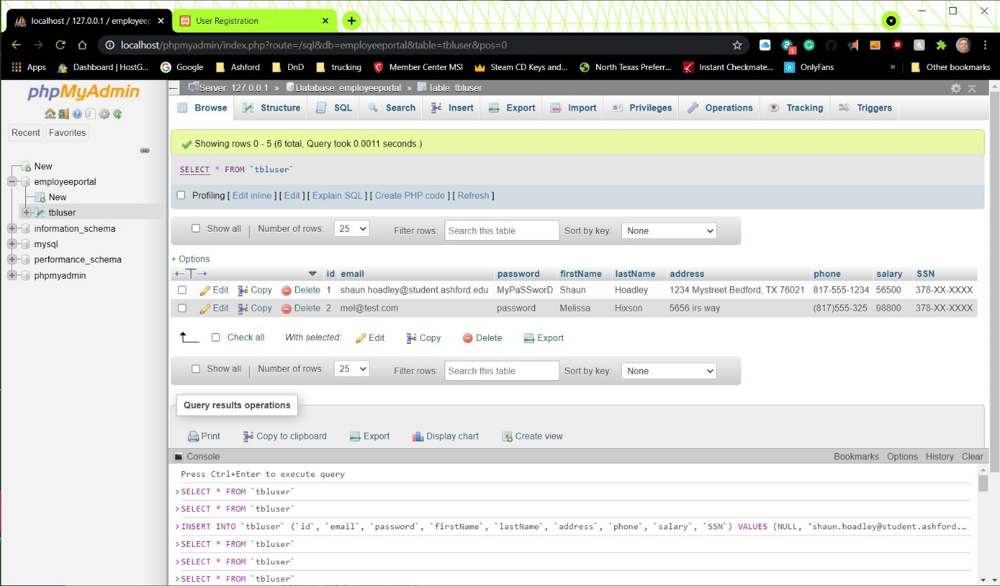 localhost / 127.0.0.1 / employeep
User Registration
localhost/phpmyadmin/index.php?route=/sql&db=employeeportal&table=tbluser&pos=0
Apps Dashboard | HostG... Google Ashford DnD trucking Member Center MSI Steam CD Keys and... North Texas Preferr... Instant Checkmate... OnlyFans » Other bookmarks
phpMyAdmin
Recent Favorites
New
employeeportal
New
tbluser
information_schema
mysql
performance_schema
phpmyadmin
Server: 127.0.0.1 » Database: employeeportal » Table: tbluser
Browse Structure SQL Search Insert Export Import Privileges Operations Tracking Triggers
Showing rows 0 - 5 (6 total, Query took 0.0011 seconds.)
SELECT * FROM `tbluser`
Profiling [ Edit inline ] [ Edit ] [ Explain SQL ] [ Create PHP code ] [ Refresh ]
Show all | Number of rows: 25 Filter rows: Search this table Sort by key: None
+ Options
←T→ id email password firstName lastName address phone salary SSN
Edit Copy Delete 1 shaun.hoadley@student.ashford.edu MyPaSSworD Shaun Hoadley 1234 Mystreet Bedford, TX 76021 817-555-1234 56500 378-XX-XXXX
Edit Copy Delete 2 mel@test.com password Melissa Hixson 5656 irs way (817)555-325 98800 378-XX-XXXX
Check all With selected: Edit Copy Delete Export
Show all | Number of rows: 25 Filter rows: Search this table Sort by key: None
Query results operations
Print Copy to clipboard Export Display chart Create view
Console Bookmarks Options History Clear
Press Ctrl+Enter to execute query
>SELECT * FROM `tbluser`
>SELECT * FROM `tbluser`
>INSERT INTO `tbluser` (`id`, `email`, `password`, `firstName`, `lastName`, `address`, `phone`, `salary`, `SSN`) VALUES (NULL, 'shaun.hoadley@student.ashford.…
>SELECT * FROM `tbluser`
>SELECT * FROM `tbluser`
>SELECT * FROM `tbluser`